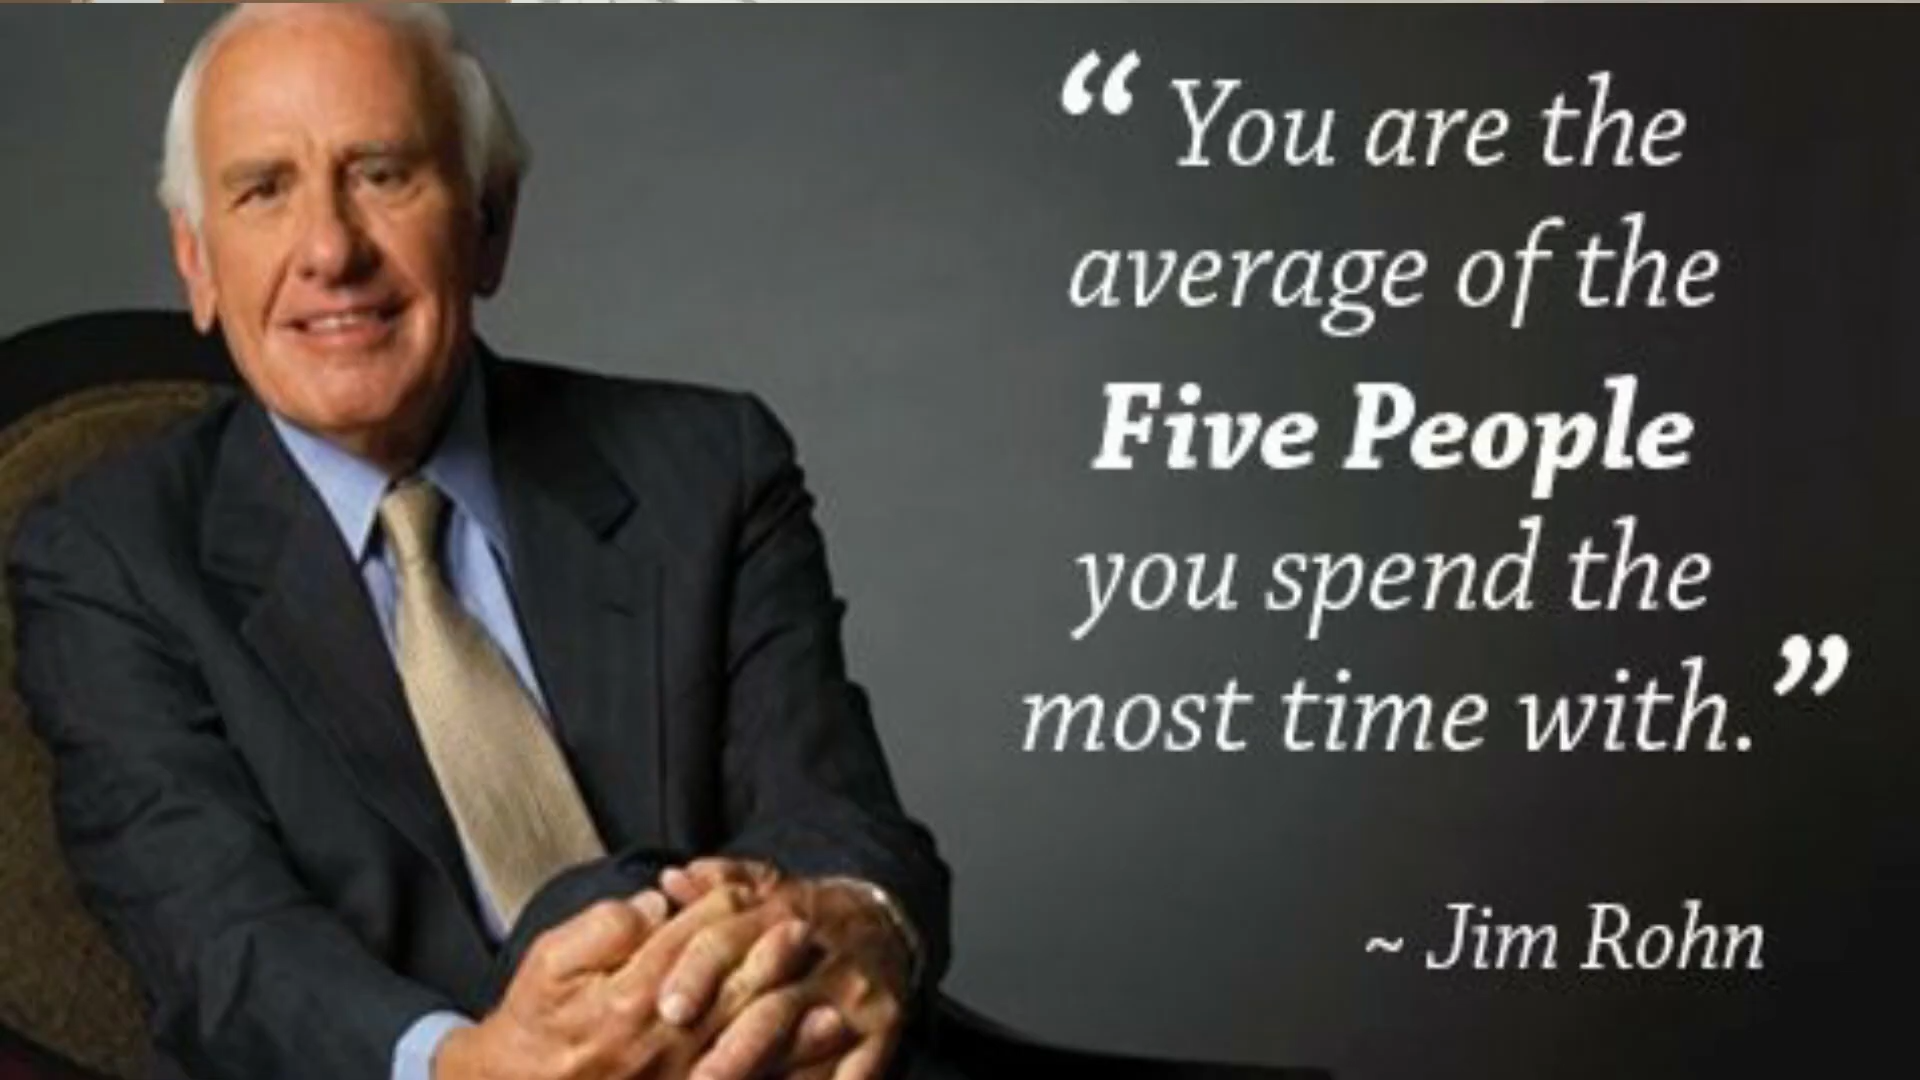 “ You are the
average of the
Five People
you spend the
most time with.”
~ Jim Rohn